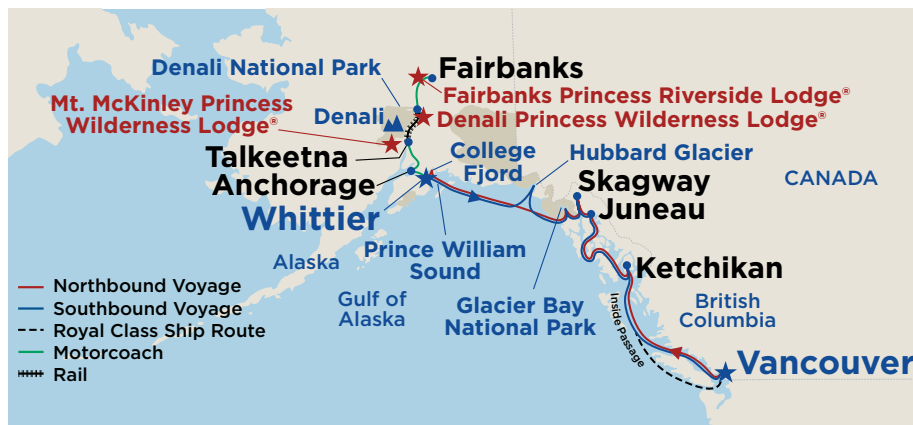 Denali National Park
Fairbanks
Mt. McKinley Princess
Wilderness Lodge®
Fairbanks Princess Riverside Lodge®
Denali
Denali Princess Wilderness Lodge®
Talkeetna
College
Fjord
Hubbard Glacier
Anchorage
Skagway
CANADA
Whittier
Juneau
Prince William
Sound
Alaska
Ketchikan
Northbound Voyage
Southbound Voyage
Royal Class Ship Route
Motorcoach
Rail
Gulf of
Alaska
Glacier Bay
National Park
Inside Passage
British
Columbia
Vancouver